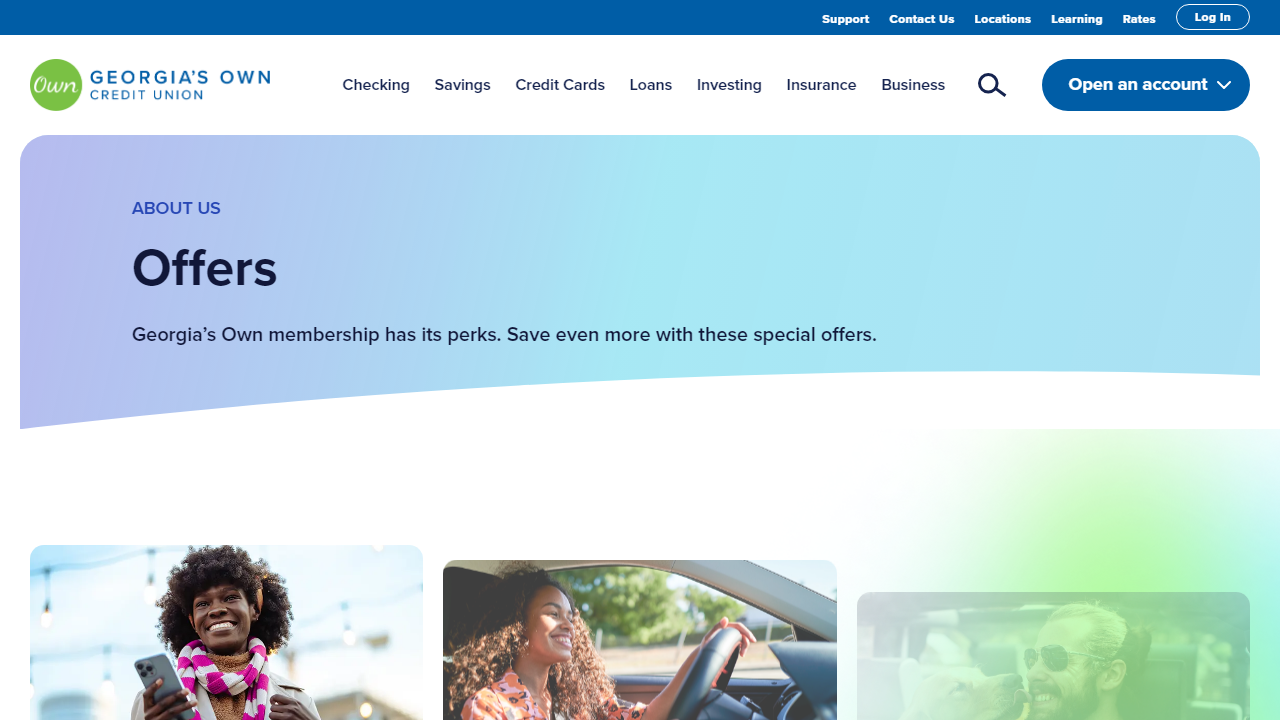 Support Contact Us Locations Learning Rates Log In
Own GEORGIA'S OWN
CREDIT UNION
Checking Savings Credit Cards Loans Investing Insurance Business Open an account
ABOUT US
Offers
Georgia’s Own membership has its perks. Save even more with these special offers.